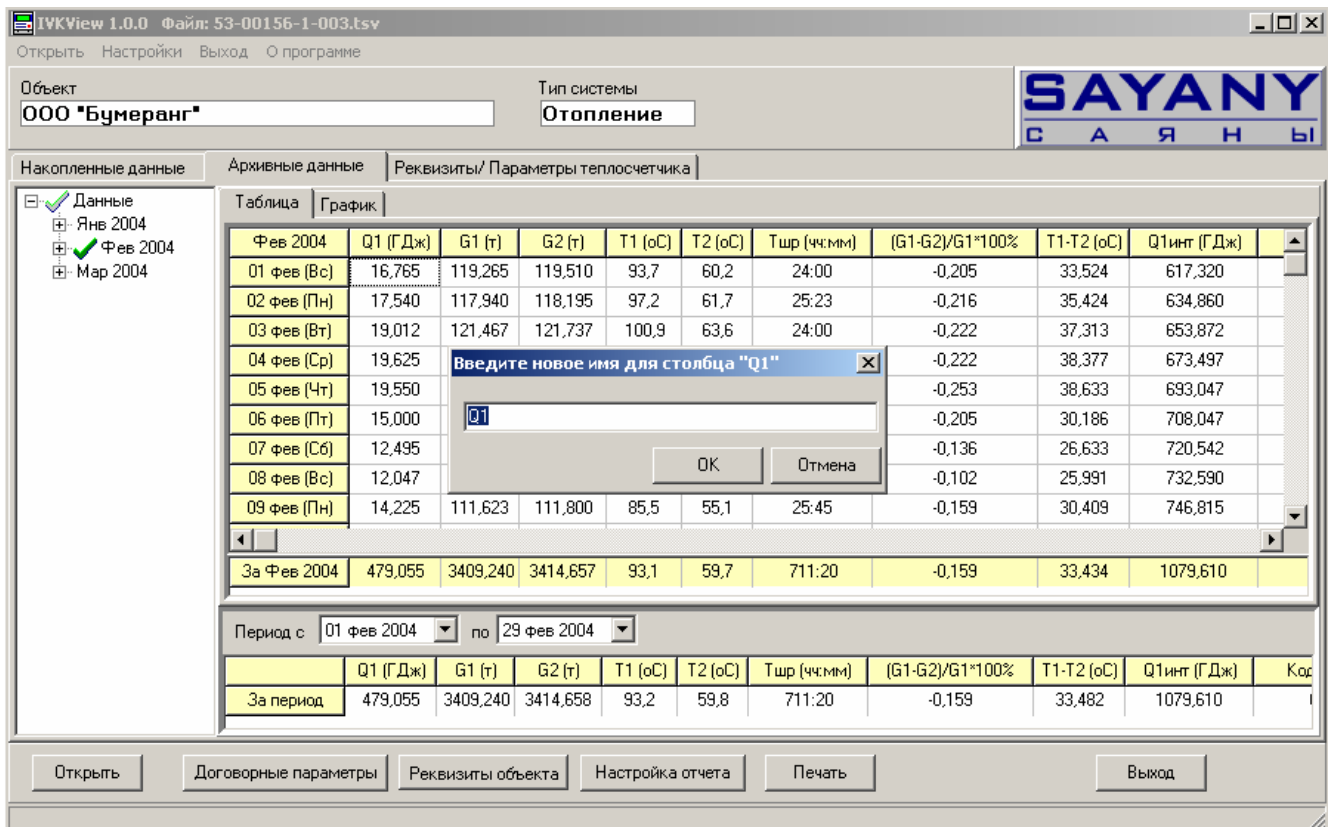 IVKView 1.0.0 Файл: 53-00156-1-003.tsv
Открыть Настройки Выход О программе
Объект
ООО "Бумеранг"
Тип системы
Отопление
SAYANY
САЯНЫ
Накопленные данные Архивные данные Реквизиты/ Параметры теплосчетчика
Данные
Янв 2004
Фев 2004
Мар 2004
Таблица График
Фев 2004 Q1 (ГДж) G1 (т) G2 (т) T1 (oC) T2 (oC) Тшр (чч:мм) (G1-G2)/G1*100% T1-T2 (oC) Q1инт (ГДж)
01 фев (Вс) 16,765 119,265 119,510 93,7 60,2 24:00 -0,205 33,524 617,320
02 фев (Пн) 17,540 117,940 118,195 97,2 61,7 25:23 -0,216 35,424 634,860
03 фев (Вт) 19,012 121,467 121,737 100,9 63,6 24:00 -0,222 37,313 653,872
04 фев (Ср) 19,625 -0,222 38,377 673,497
05 фев (Чт) 19,550 -0,253 38,633 693,047
06 фев (Пт) 15,000 -0,205 30,186 708,047
07 фев (Сб) 12,495 -0,136 26,633 720,542
08 фев (Вс) 12,047 -0,102 25,991 732,590
09 фев (Пн) 14,225 111,623 111,800 85,5 55,1 25:45 -0,159 30,409 746,815
За Фев 2004 479,055 3409,240 3414,657 93,1 59,7 711:20 -0,159 33,434 1079,610
Введите новое имя для столбца "Q1"
Q1
OK Отмена
Период с 01 фев 2004 по 29 фев 2004
Q1 (ГДж) G1 (т) G2 (т) T1 (oC) T2 (oC) Тшр (чч:мм) (G1-G2)/G1*100% T1-T2 (oC) Q1инт (ГДж) Код
За период 479,055 3409,240 3414,658 93,2 59,8 711:20 -0,159 33,482 1079,610
Открыть Договорные параметры Реквизиты объекта Настройка отчета Печать Выход